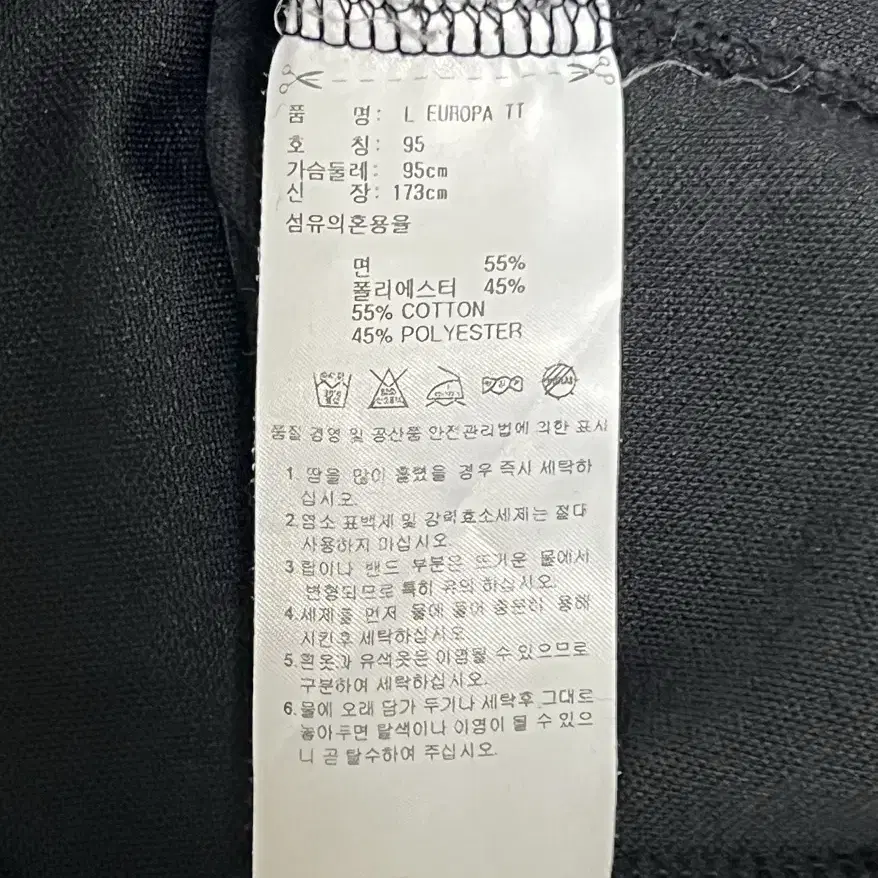 품 명: L EUROPA TT
호 칭: 95
가슴둘레: 95cm
신 장: 173cm
섬유의혼용율
면 55%
폴리에스터 45%
55% COTTON
45% POLYESTER
품질 경영 및 공산품 안전관리법에 의한 표시
1. 땀을 많이 흘렸을 경우 즉시 세탁하
십시오.
2.염소 표백제 및 강력효소세제는 절대
사용하지 마십시오.
3.립이나 밴드 부분은 뜨거운 물에서
변형되므로 특히 유의 하십시오.
4.세제를 먼저 물에 풀어 충분히 용해
시킨후 세탁하십시오.
5.흰옷과 유색옷은 이염될 수 있으므로
구분하여 세탁하십시오.
6.물에 오래 담가 두거나 세탁후 그대로
놓아두면 탈색이나 이염이 될 수 있으
니 곧 탈수하여 주십시오.